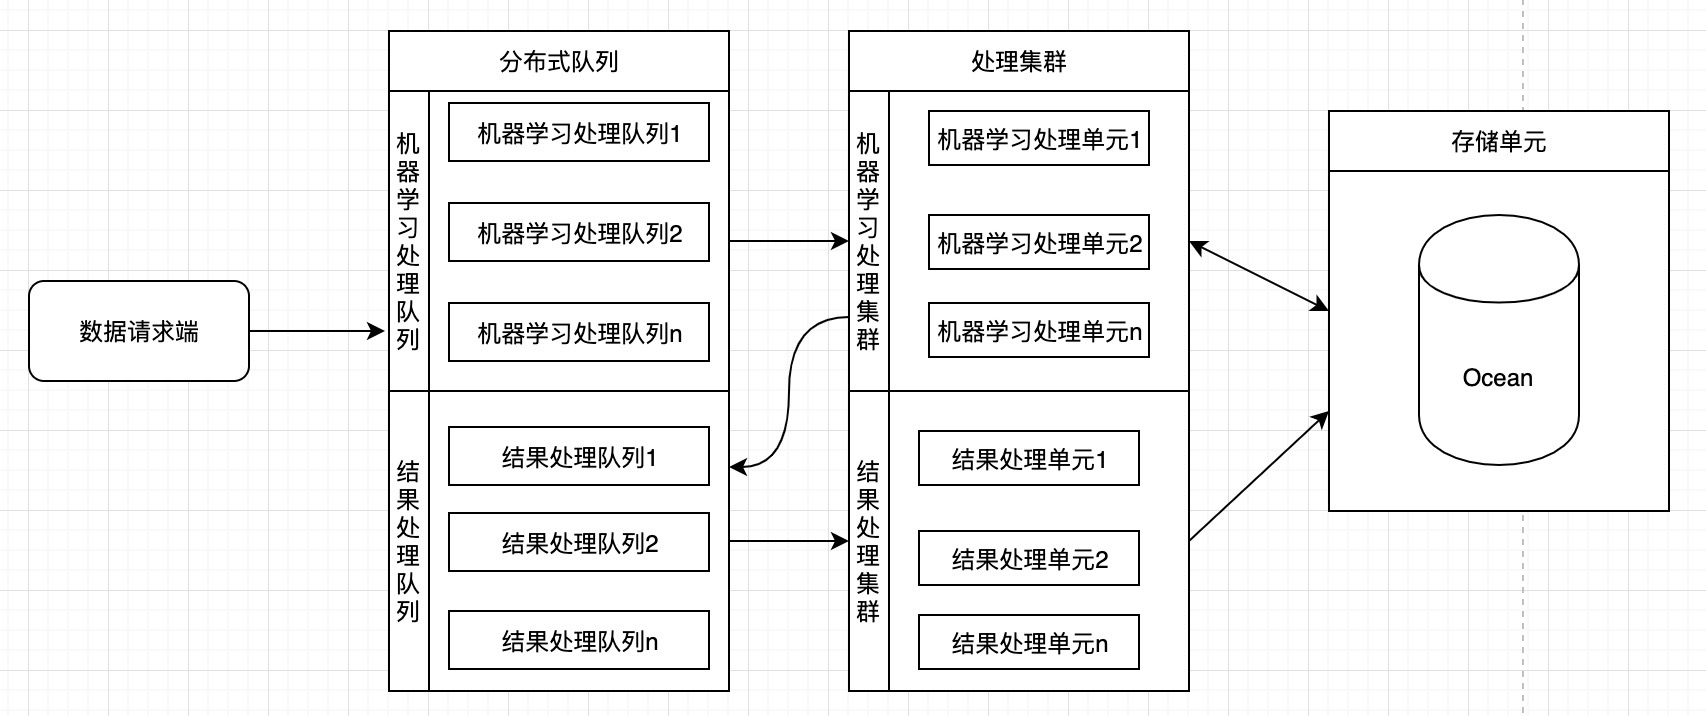 数据请求端
分布式队列
机器学习处理队列
机器学习处理队列1
机器学习处理队列2
机器学习处理队列n
结果处理队列
结果处理队列1
结果处理队列2
结果处理队列n
处理集群
机器学习处理集群
机器学习处理单元1
机器学习处理单元2
机器学习处理单元n
结果处理集群
结果处理单元1
结果处理单元2
结果处理单元n
存储单元
Ocean